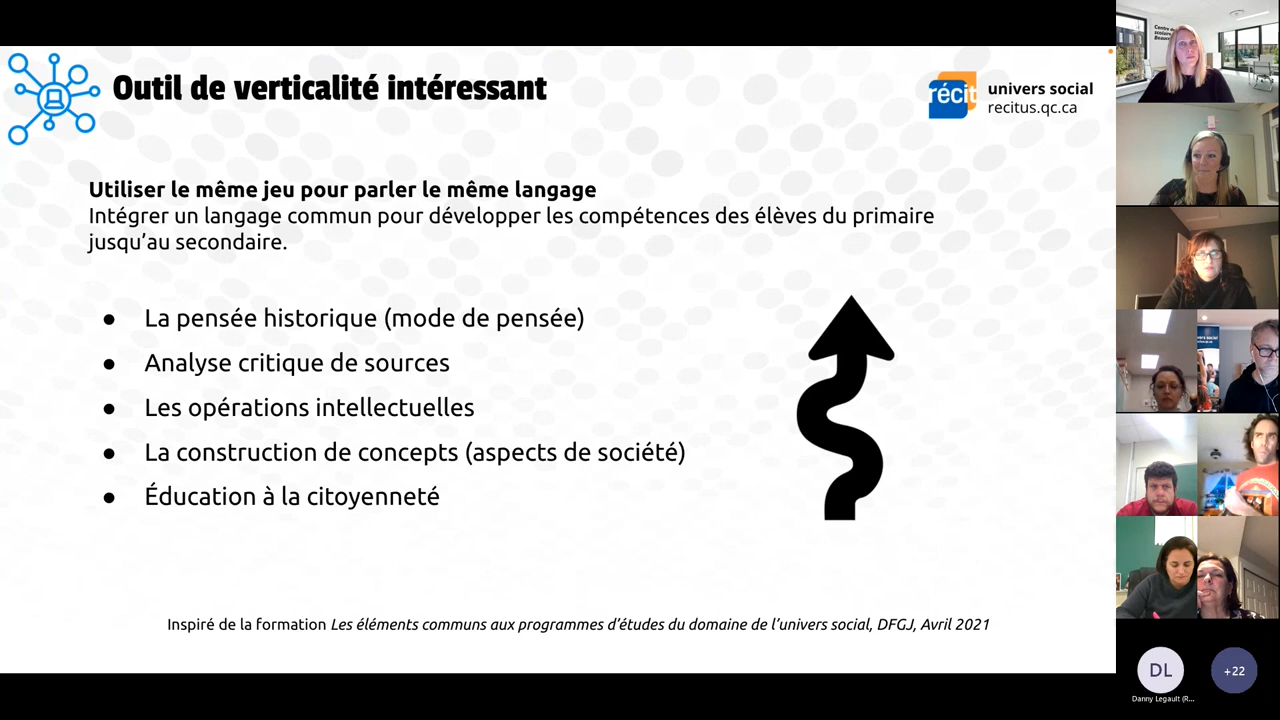 Outil de verticalité intéressant
récit
univers social
recitus.qc.ca
Utiliser le même jeu pour parler le même langage
Intégrer un langage commun pour développer les compétences des élèves du primaire
jusqu’au secondaire.
● La pensée historique (mode de pensée)
● Analyse critique de sources
● Les opérations intellectuelles
● La construction de concepts (aspects de société)
● Éducation à la citoyenneté
Inspiré de la formation Les éléments communs aux programmes d’études du domaine de l’univers social, DFGJ, Avril 2021
DL
+22
Danny Legault (R...